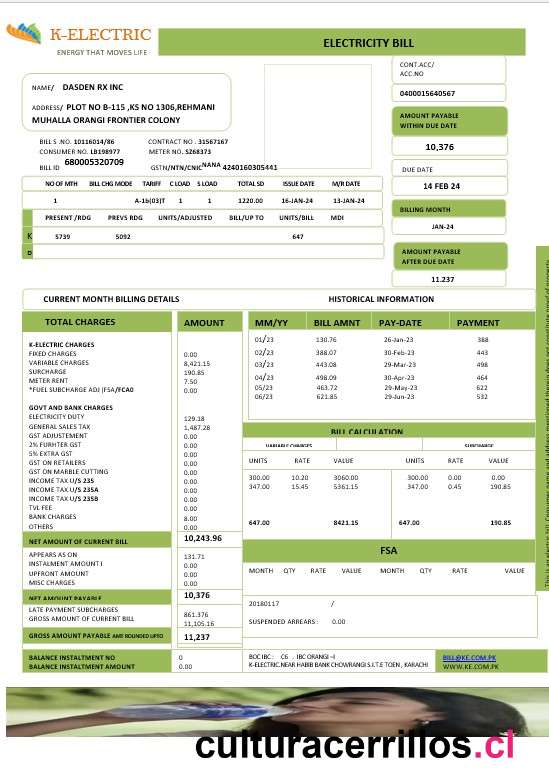 K-ELECTRIC
ENERGY THAT MOVES LIFE
ELECTRICITY BILL
CONT.ACC/
ACC.NO
0400015640567
NAME/ DASDEN RX INC
ADDRESS/ PLOT NO B-115 ,KS NO 1306,REHMANI
MUHALLA ORANGI FRONTIER COLONY
AMOUNT PAYABLE
WITHIN DUE DATE
10,376
BILL S .NO. 10116014/86 CONTRACT NO . 31567167
CONSUMER NO. LB198977 METER NO. SZ68373
BILL ID 680005320709 GSTN/NTN/CNIC NANA 4240160305441
DUE DATE
14 FEB 24
NO OF MTH BILL CHG MODE TARIFF C LOAD S LOAD TOTAL SD ISSUE DATE M/R DATE
1 A-1b(03)T 1 1 1220.00 16-JAN-24 13-JAN-24
PRESENT /RDG PREVS RDG UNITS/ADJUSTED BILL/UP TO UNITS/BILL MDI
K 5739 5092 647
D
BILLING MONTH
JAN-24
AMOUNT PAYABLE
AFTER DUE DATE
11.237
CURRENT MONTH BILLING DETAILS
HISTORICAL INFORMATION
TOTAL CHARGES AMOUNT
K-ELECTRIC CHARGES
FIXED CHARGES 0.00
VARIABLE CHARGES 8,421.15
SURCHARGE 190.85
METER RENT 7.50
*FUEL SUBCHARGE ADJ (FSA/FCA0 0.00
GOVT AND BANK CHARGES
ELECTRICITY DUTY 129.18
GENERAL SALES TAX 1,487.28
GST ADJUSTEMENT 0.00
2% FURHTER GST 0.00
5% EXTRA GST 0.00
GST ON RETAILERS 0.00
GST ON MARBLE CUTTING 0.00
INCOME TAX U/S 235 0.00
INCOME TAX U/S 235A 0.00
INCOME TAX U/S 235B 0.00
TVL FEE
BANK CHARGES 8.00
OTHERS 0.00
NET AMOUNT OF CURRENT BILL 10,243.96
APPEARS AS ON 131.71
INSTALMENT AMOUNT I 0.00
UPFRONT AMOUNT 0.00
MISC CHARGES 0.00
NET AMOUNT PAYABLE 10,376
LATE PAYMENT SUBCHARGES 861.376
GROSS AMOUNT OF CURRENT BILL 11,105.16
GROSS AMOUNT PAYABLE AMT ROUNDED UPTO 11,237
BALANCE INSTALTMENT NO 0
BALANCE INSTALTMENT AMOUNT 0.00
MM/YY BILL AMNT PAY-DATE PAYMENT
01/23 130.76 26-Jan-23 388
02/23 388.07 30-Feb-23 443
03/23 443.08 29-Mar-23 498
04/23 498.09 30-Apr-23 464
05/23 463.72 29-May-23 622
06/23 621.85 29-Jun-23 532
BILL CALCULATION
VARIABLE CHARGES SURCHARGE
UNITS RATE VALUE UNITS RATE VALUE
300.00 10.20 3060.00 300.00 0.00 0.00
347.00 15.45 5361.15 347.00 0.45 190.85
647.00 8421.15 647.00 190.85
FSA
MONTH QTY RATE VALUE MONTH QTY RATE VALUE
20180117 /
SUSPENDED ARREARS : 0.00
BOC IBC : C6 . IBC ORANGI –I
K-ELECTRIC.NEAR HABIB BANK CHOWRANGI S.I.T.E TOEN , KARACHI
BILL@KE.COM.PK
WWW.KE.COM.PK
culturacerrillos.cl